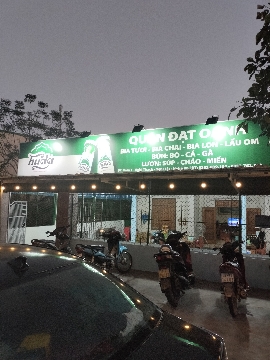 Huda
QUÁN ĐẠT OANH
BIA TƯƠI - BIA CHAI - BIA LON - LẨU OM
BÚN: BÒ - CÁ - GÀ
LƯƠN: SÚP - CHÁO - MIẾN